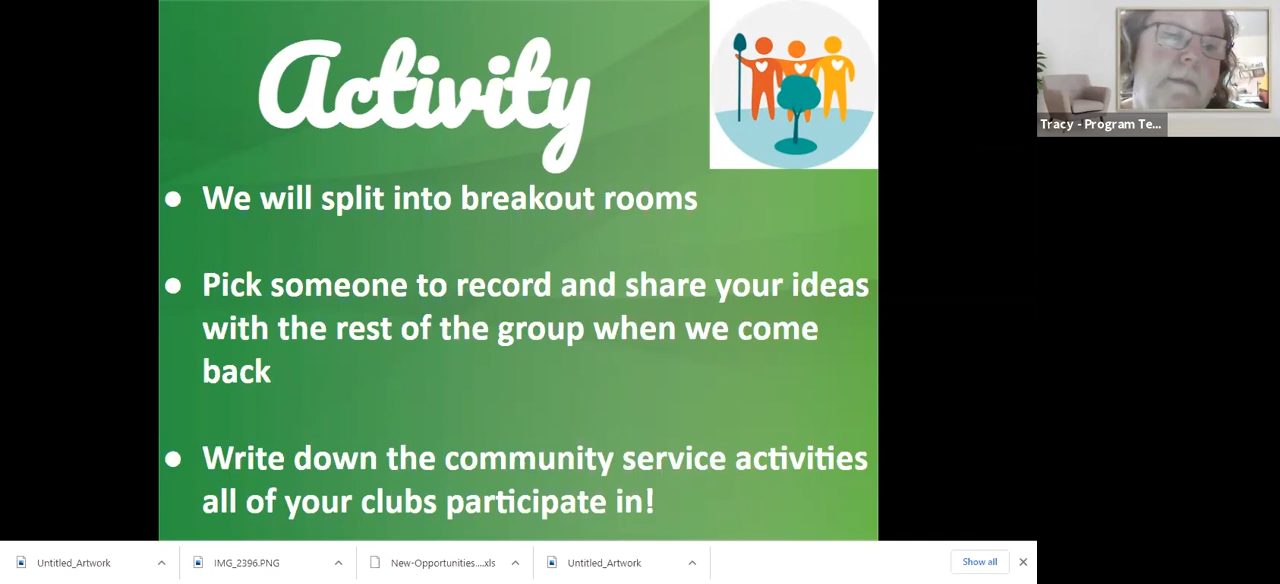 Activity
● We will split into breakout rooms
● Pick someone to record and share your ideas
with the rest of the group when we come
back
● Write down the community service activities
all of your clubs participate in!
Tracy - Program Te...
Untitled_Artwork
IMG_2396.PNG
New-Opportunities....xls
Untitled_Artwork
Show all